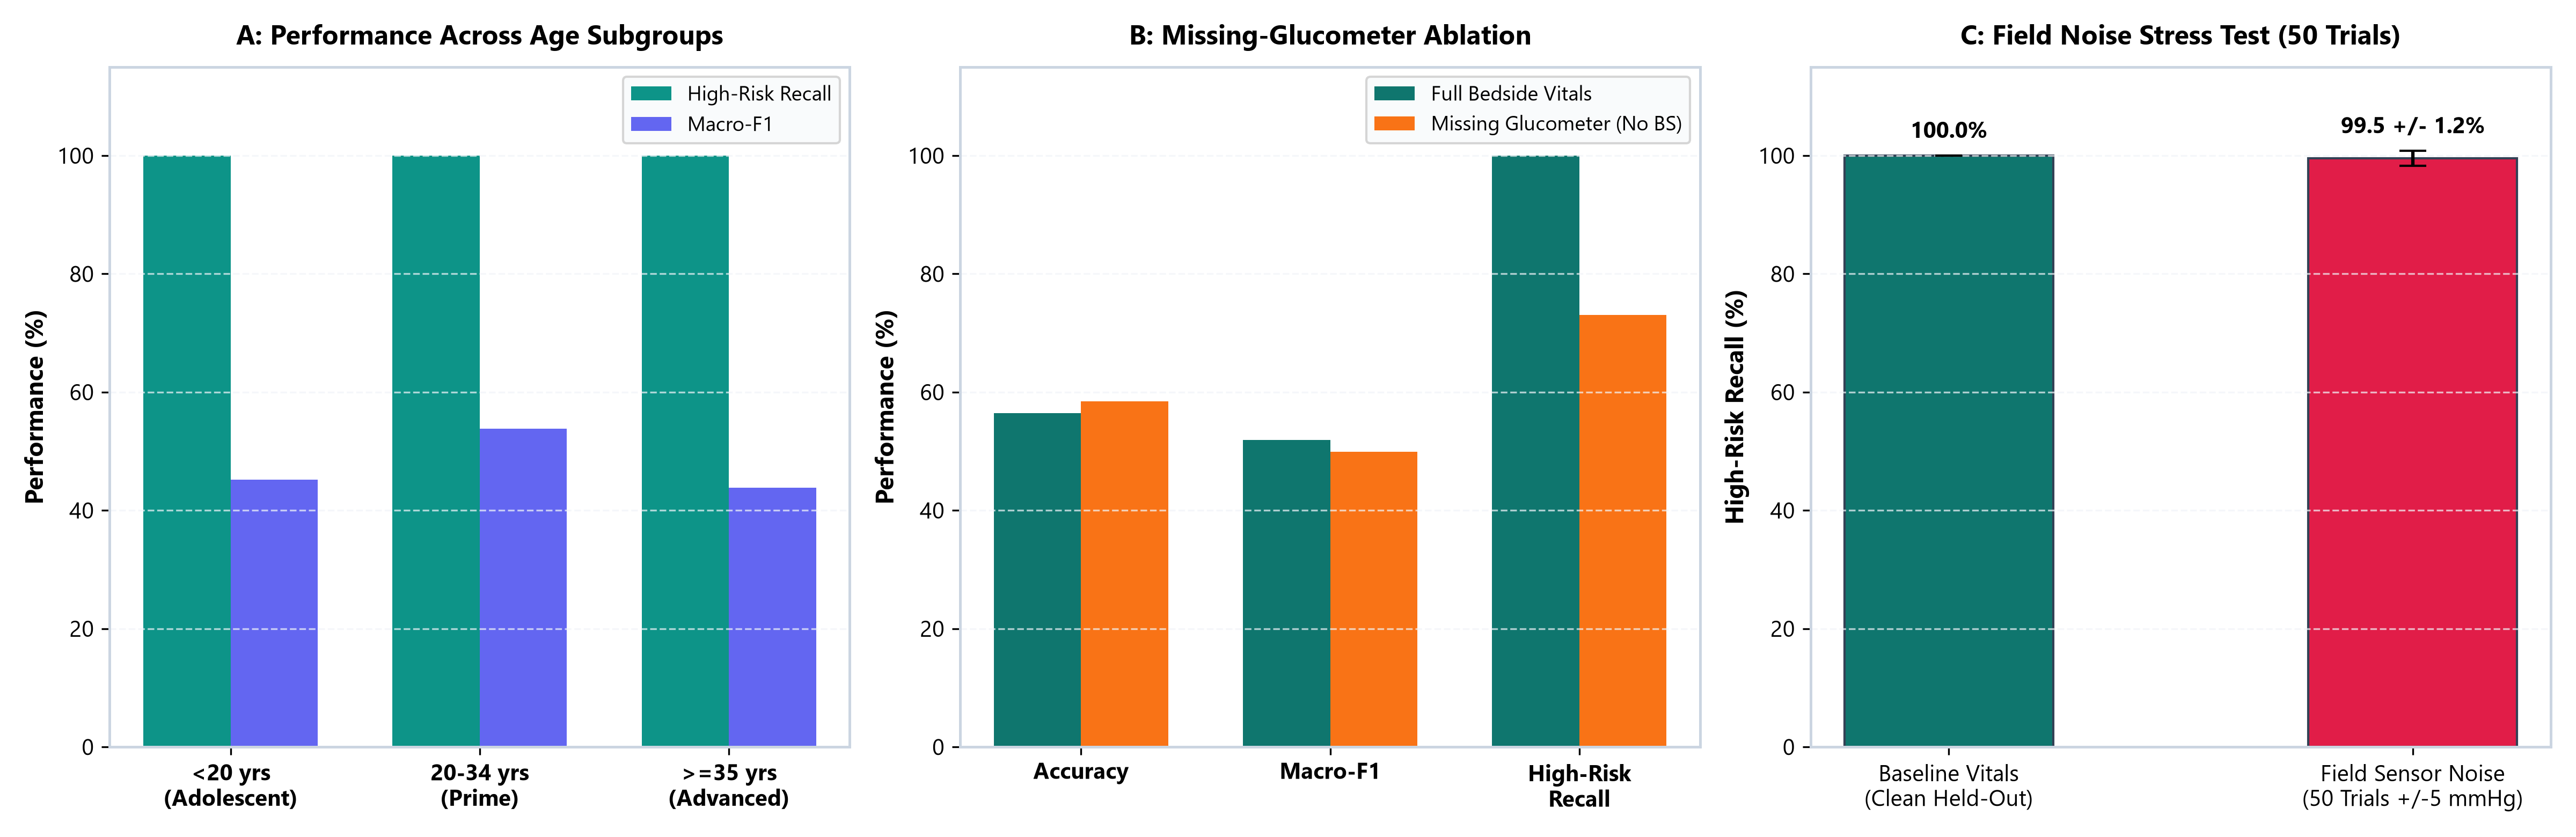 A: Performance Across Age Subgroups
High-Risk Recall
Macro-F1
Performance (%)
100
80
60
40
20
0
<20 yrs
(Adolescent)
20-34 yrs
(Prime)
>=35 yrs
(Advanced)
B: Missing-Glucometer Ablation
Full Bedside Vitals
Missing Glucometer (No BS)
Performance (%)
100
80
60
40
20
0
Accuracy
Macro-F1
High-Risk
Recall
C: Field Noise Stress Test (50 Trials)
100.0%
99.5 +/- 1.2%
High-Risk Recall (%)
100
80
60
40
20
0
Baseline Vitals
(Clean Held-Out)
Field Sensor Noise
(50 Trials +/-5 mmHg)